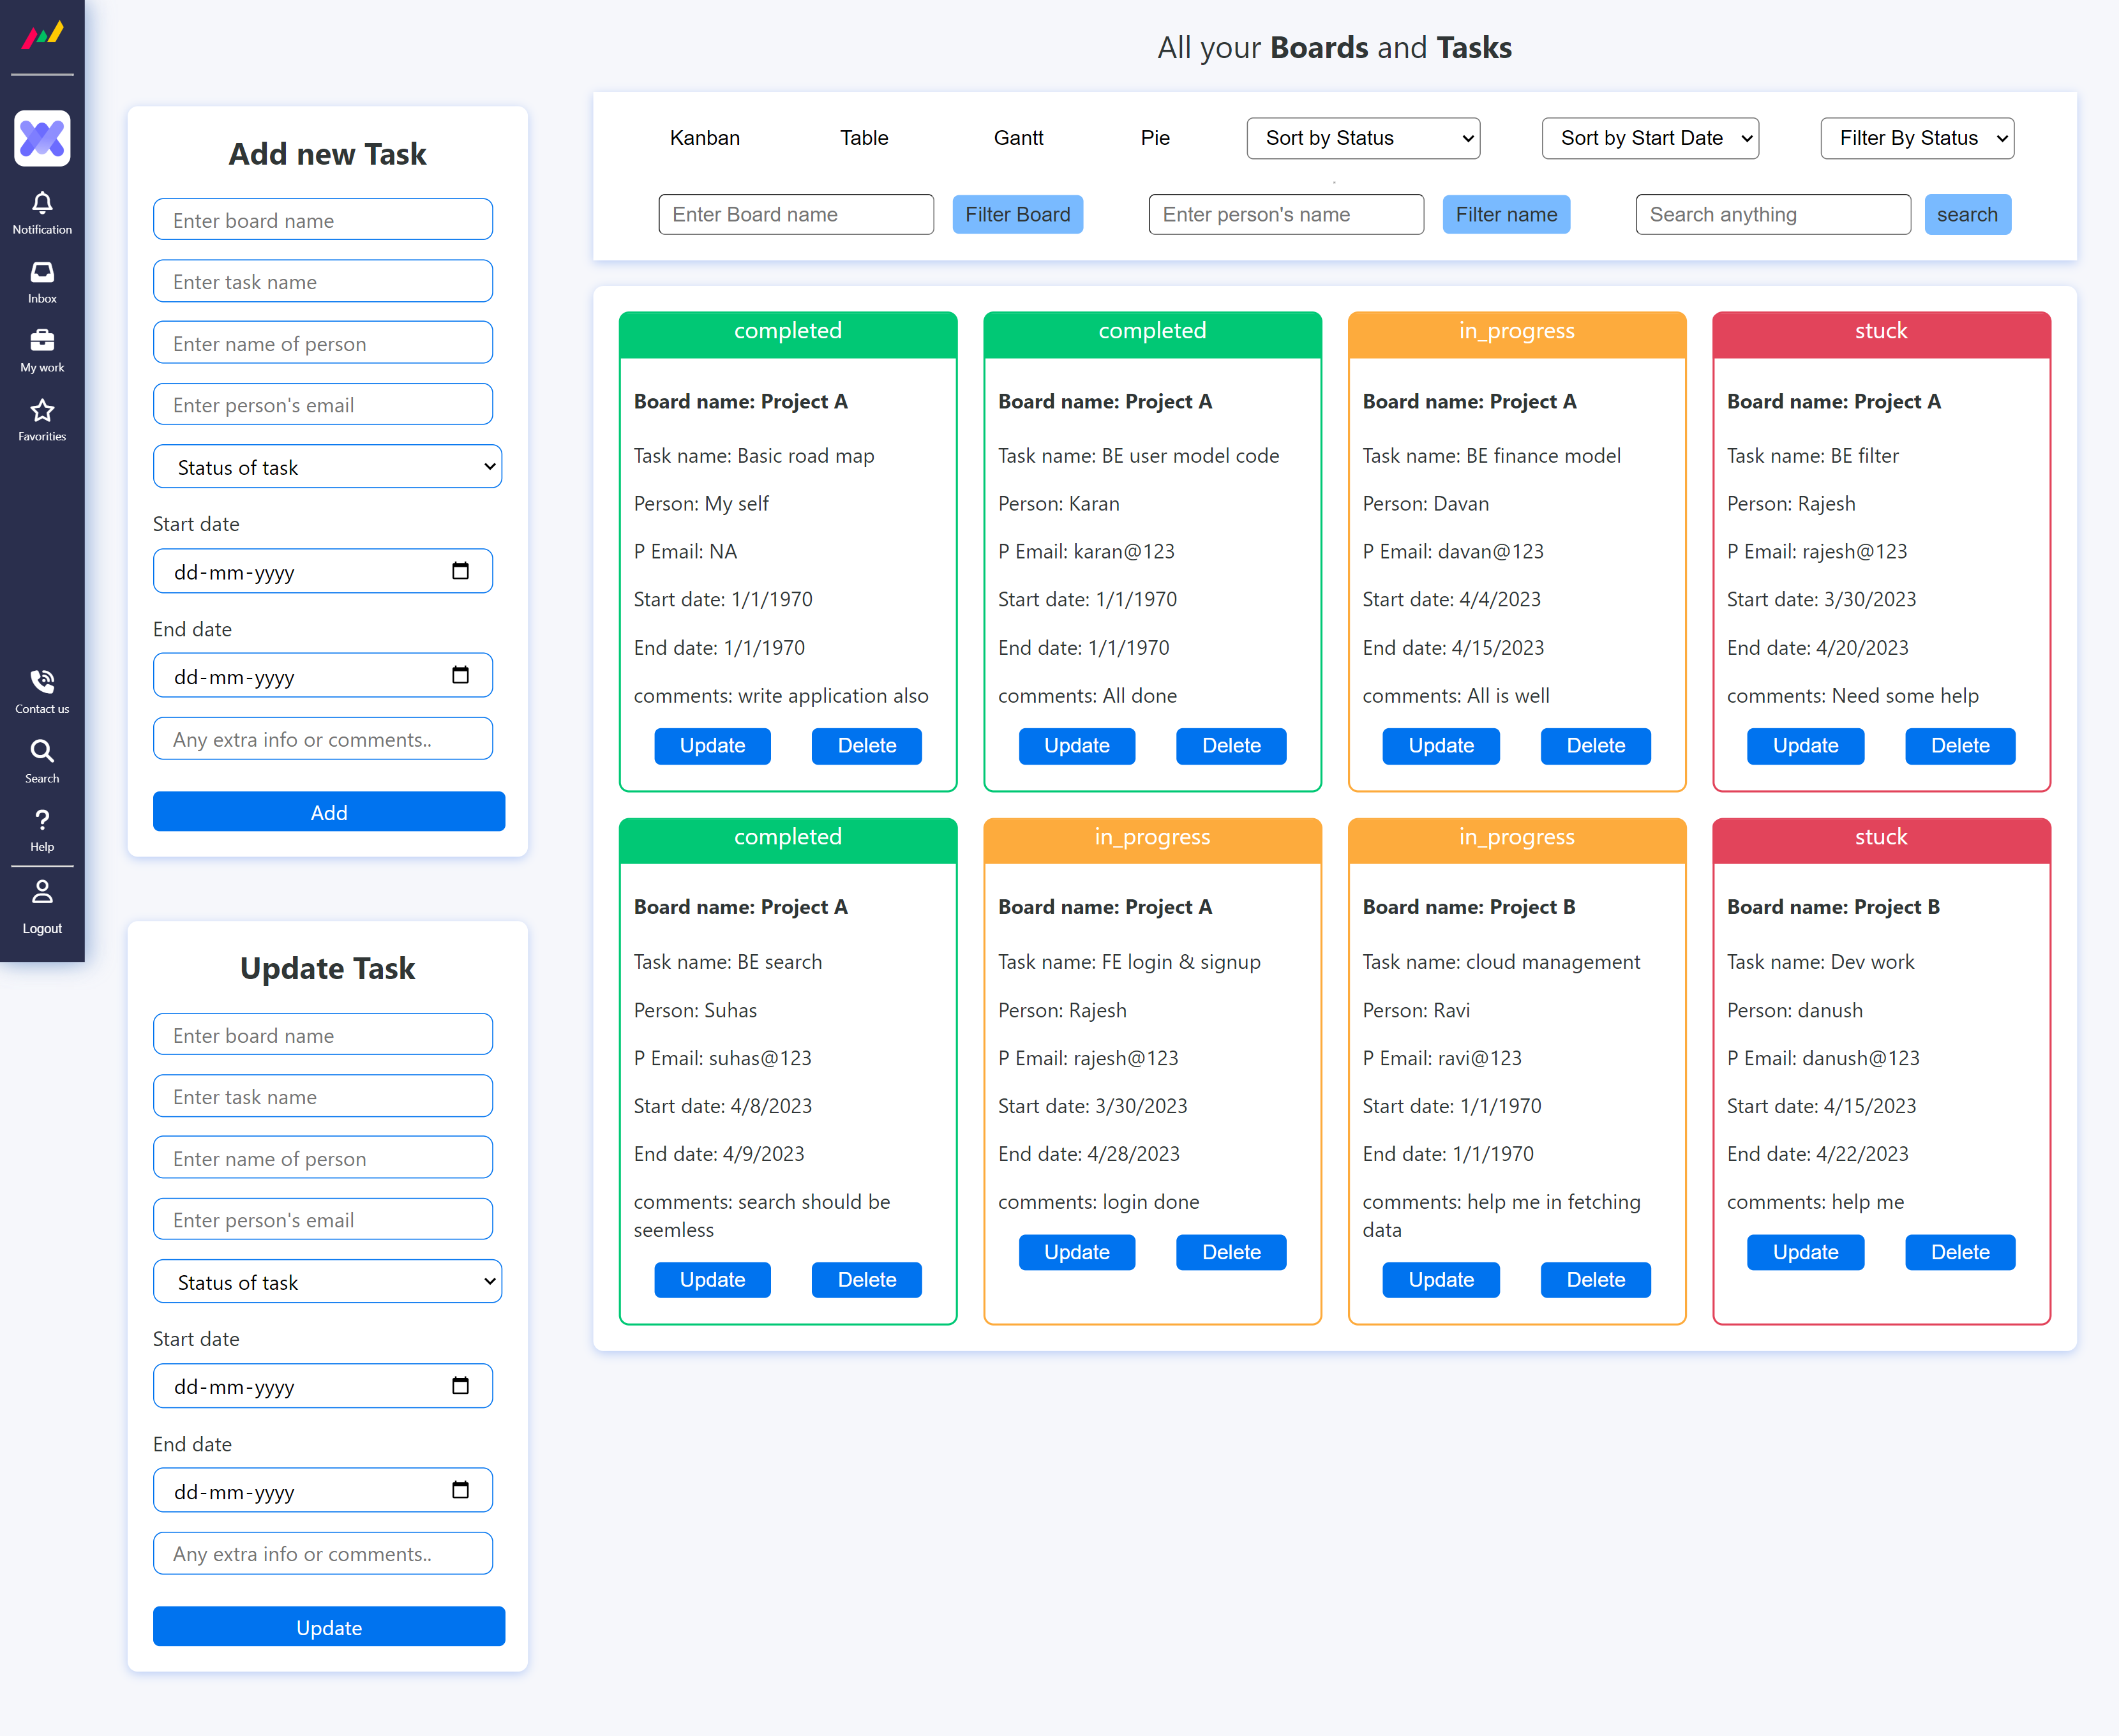 Notification
Inbox
My work
Favorities
Contact us
Search
Help
Logout
Add new Task
Enter board name
Enter task name
Enter name of person
Enter person's email
Status of task
Start date
dd-mm-yyyy
End date
dd-mm-yyyy
Any extra info or comments..
Add
Update Task
Enter board name
Enter task name
Enter name of person
Enter person's email
Status of task
Start date
dd-mm-yyyy
End date
dd-mm-yyyy
Any extra info or comments..
Update
All your Boards and Tasks
Kanban Table Gantt Pie Sort by Status Sort by Start Date Filter By Status
Enter Board name Filter Board Enter person's name Filter name Search anything search
completed
Board name: Project A
Task name: Basic road map
Person: My self
P Email: NA
Start date: 1/1/1970
End date: 1/1/1970
comments: write application also
Update Delete
completed
Board name: Project A
Task name: BE user model code
Person: Karan
P Email: karan@123
Start date: 1/1/1970
End date: 1/1/1970
comments: All done
Update Delete
in_progress
Board name: Project A
Task name: BE finance model
Person: Davan
P Email: davan@123
Start date: 4/4/2023
End date: 4/15/2023
comments: All is well
Update Delete
stuck
Board name: Project A
Task name: BE filter
Person: Rajesh
P Email: rajesh@123
Start date: 3/30/2023
End date: 4/20/2023
comments: Need some help
Update Delete
completed
Board name: Project A
Task name: BE search
Person: Suhas
P Email: suhas@123
Start date: 4/8/2023
End date: 4/9/2023
comments: search should be
seemless
Update Delete
in_progress
Board name: Project A
Task name: FE login & signup
Person: Rajesh
P Email: rajesh@123
Start date: 3/30/2023
End date: 4/28/2023
comments: login done
Update Delete
in_progress
Board name: Project B
Task name: cloud management
Person: Ravi
P Email: ravi@123
Start date: 1/1/1970
End date: 1/1/1970
comments: help me in fetching
data
Update Delete
stuck
Board name: Project B
Task name: Dev work
Person: danush
P Email: danush@123
Start date: 4/15/2023
End date: 4/22/2023
comments: help me
Update Delete